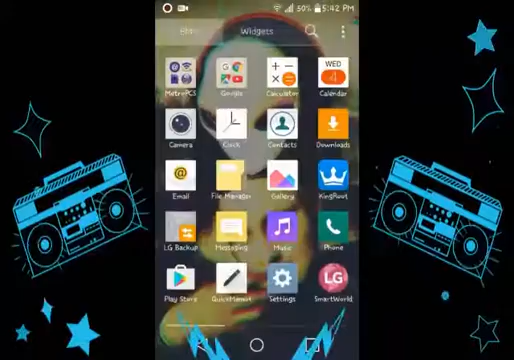 50% 5:42 PM
Widgets
WED
MetroPCS Google Calculator Calendar
Camera Clock Contacts Downloads
Email File Manager Gallery KingRoot
LG Backup Messaging Music Phone
LG
Play Store QuickMemo+ Settings SmartWorld